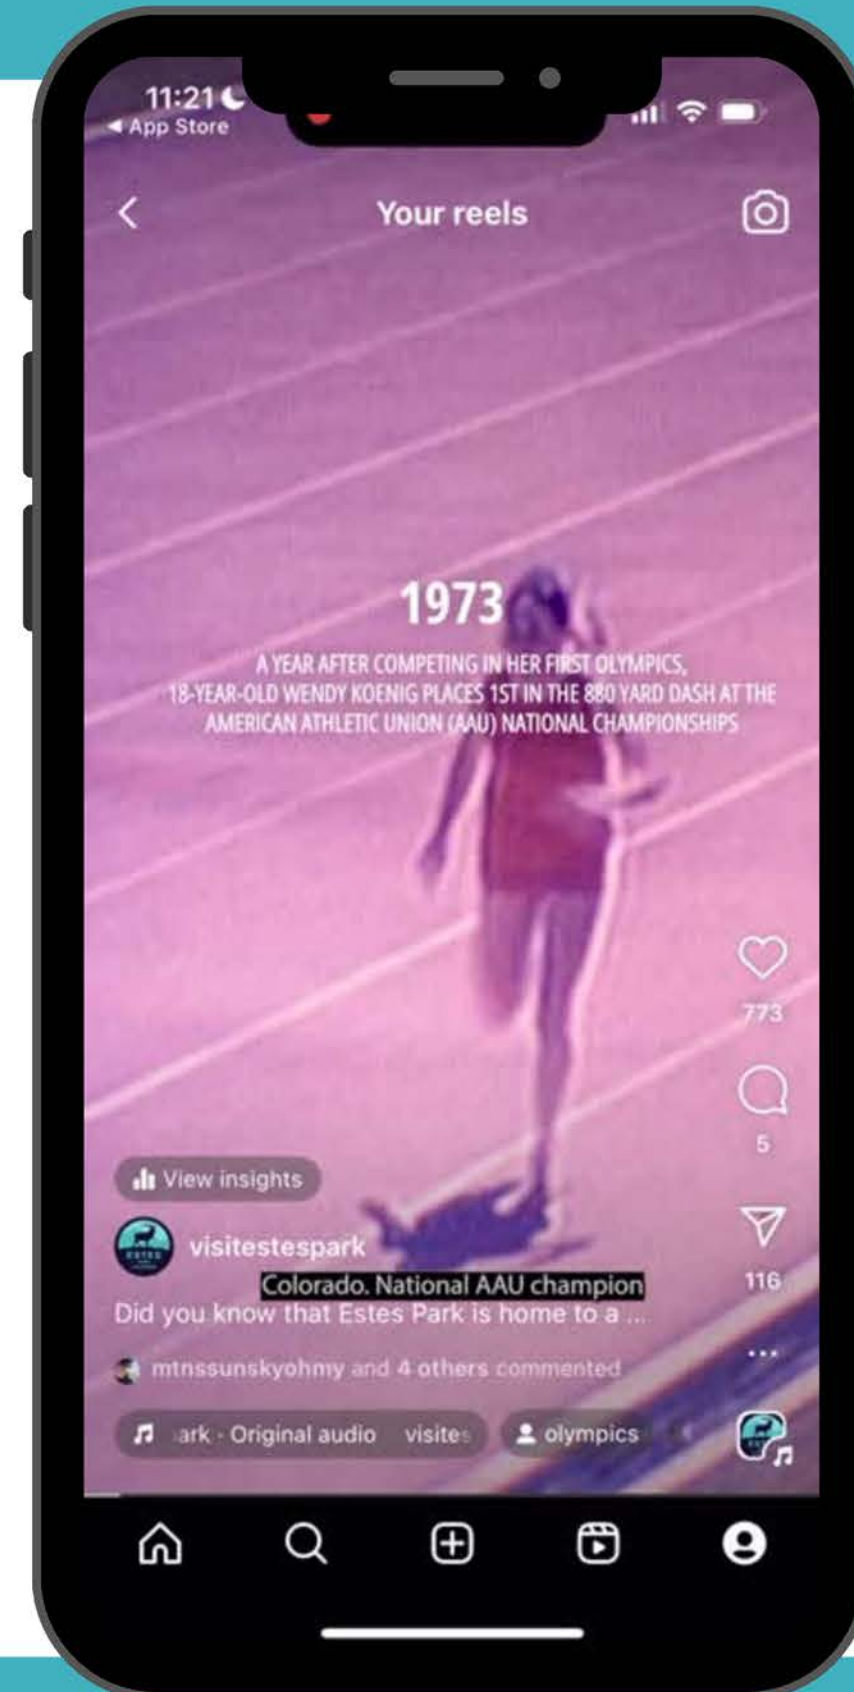 11:21
App Store
Your reels
1973
A YEAR AFTER COMPETING IN HER FIRST OLYMPICS,
18-YEAR-OLD WENDY KOENIG PLACES 1ST IN THE 880 YARD DASH AT THE
AMERICAN ATHLETIC UNION (AAU) NATIONAL CHAMPIONSHIPS
773
5
View insights
ESTES
visitestespark
116
Colorado. National AAU champion
Did you know that Estes Park is home to a ...
mtnssunskyohmy and 4 others commented
ark - Original audio visites
olympics